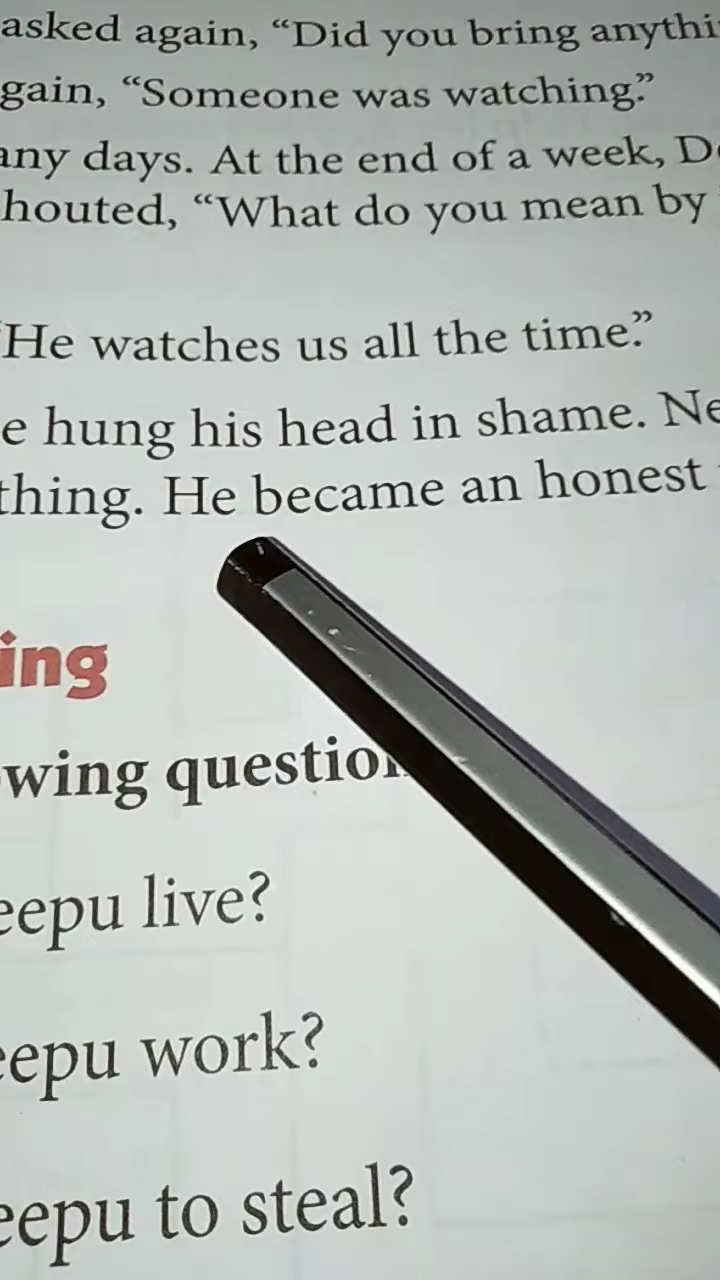 asked again, “Did you bring anythi
gain, “Someone was watching.”
any days. At the end of a week, D
houted, “What do you mean by
“He watches us all the time.”
e hung his head in shame. Ne
thing. He became an honest
ing
wing question
eepu live?
eepu work?
eepu to steal?